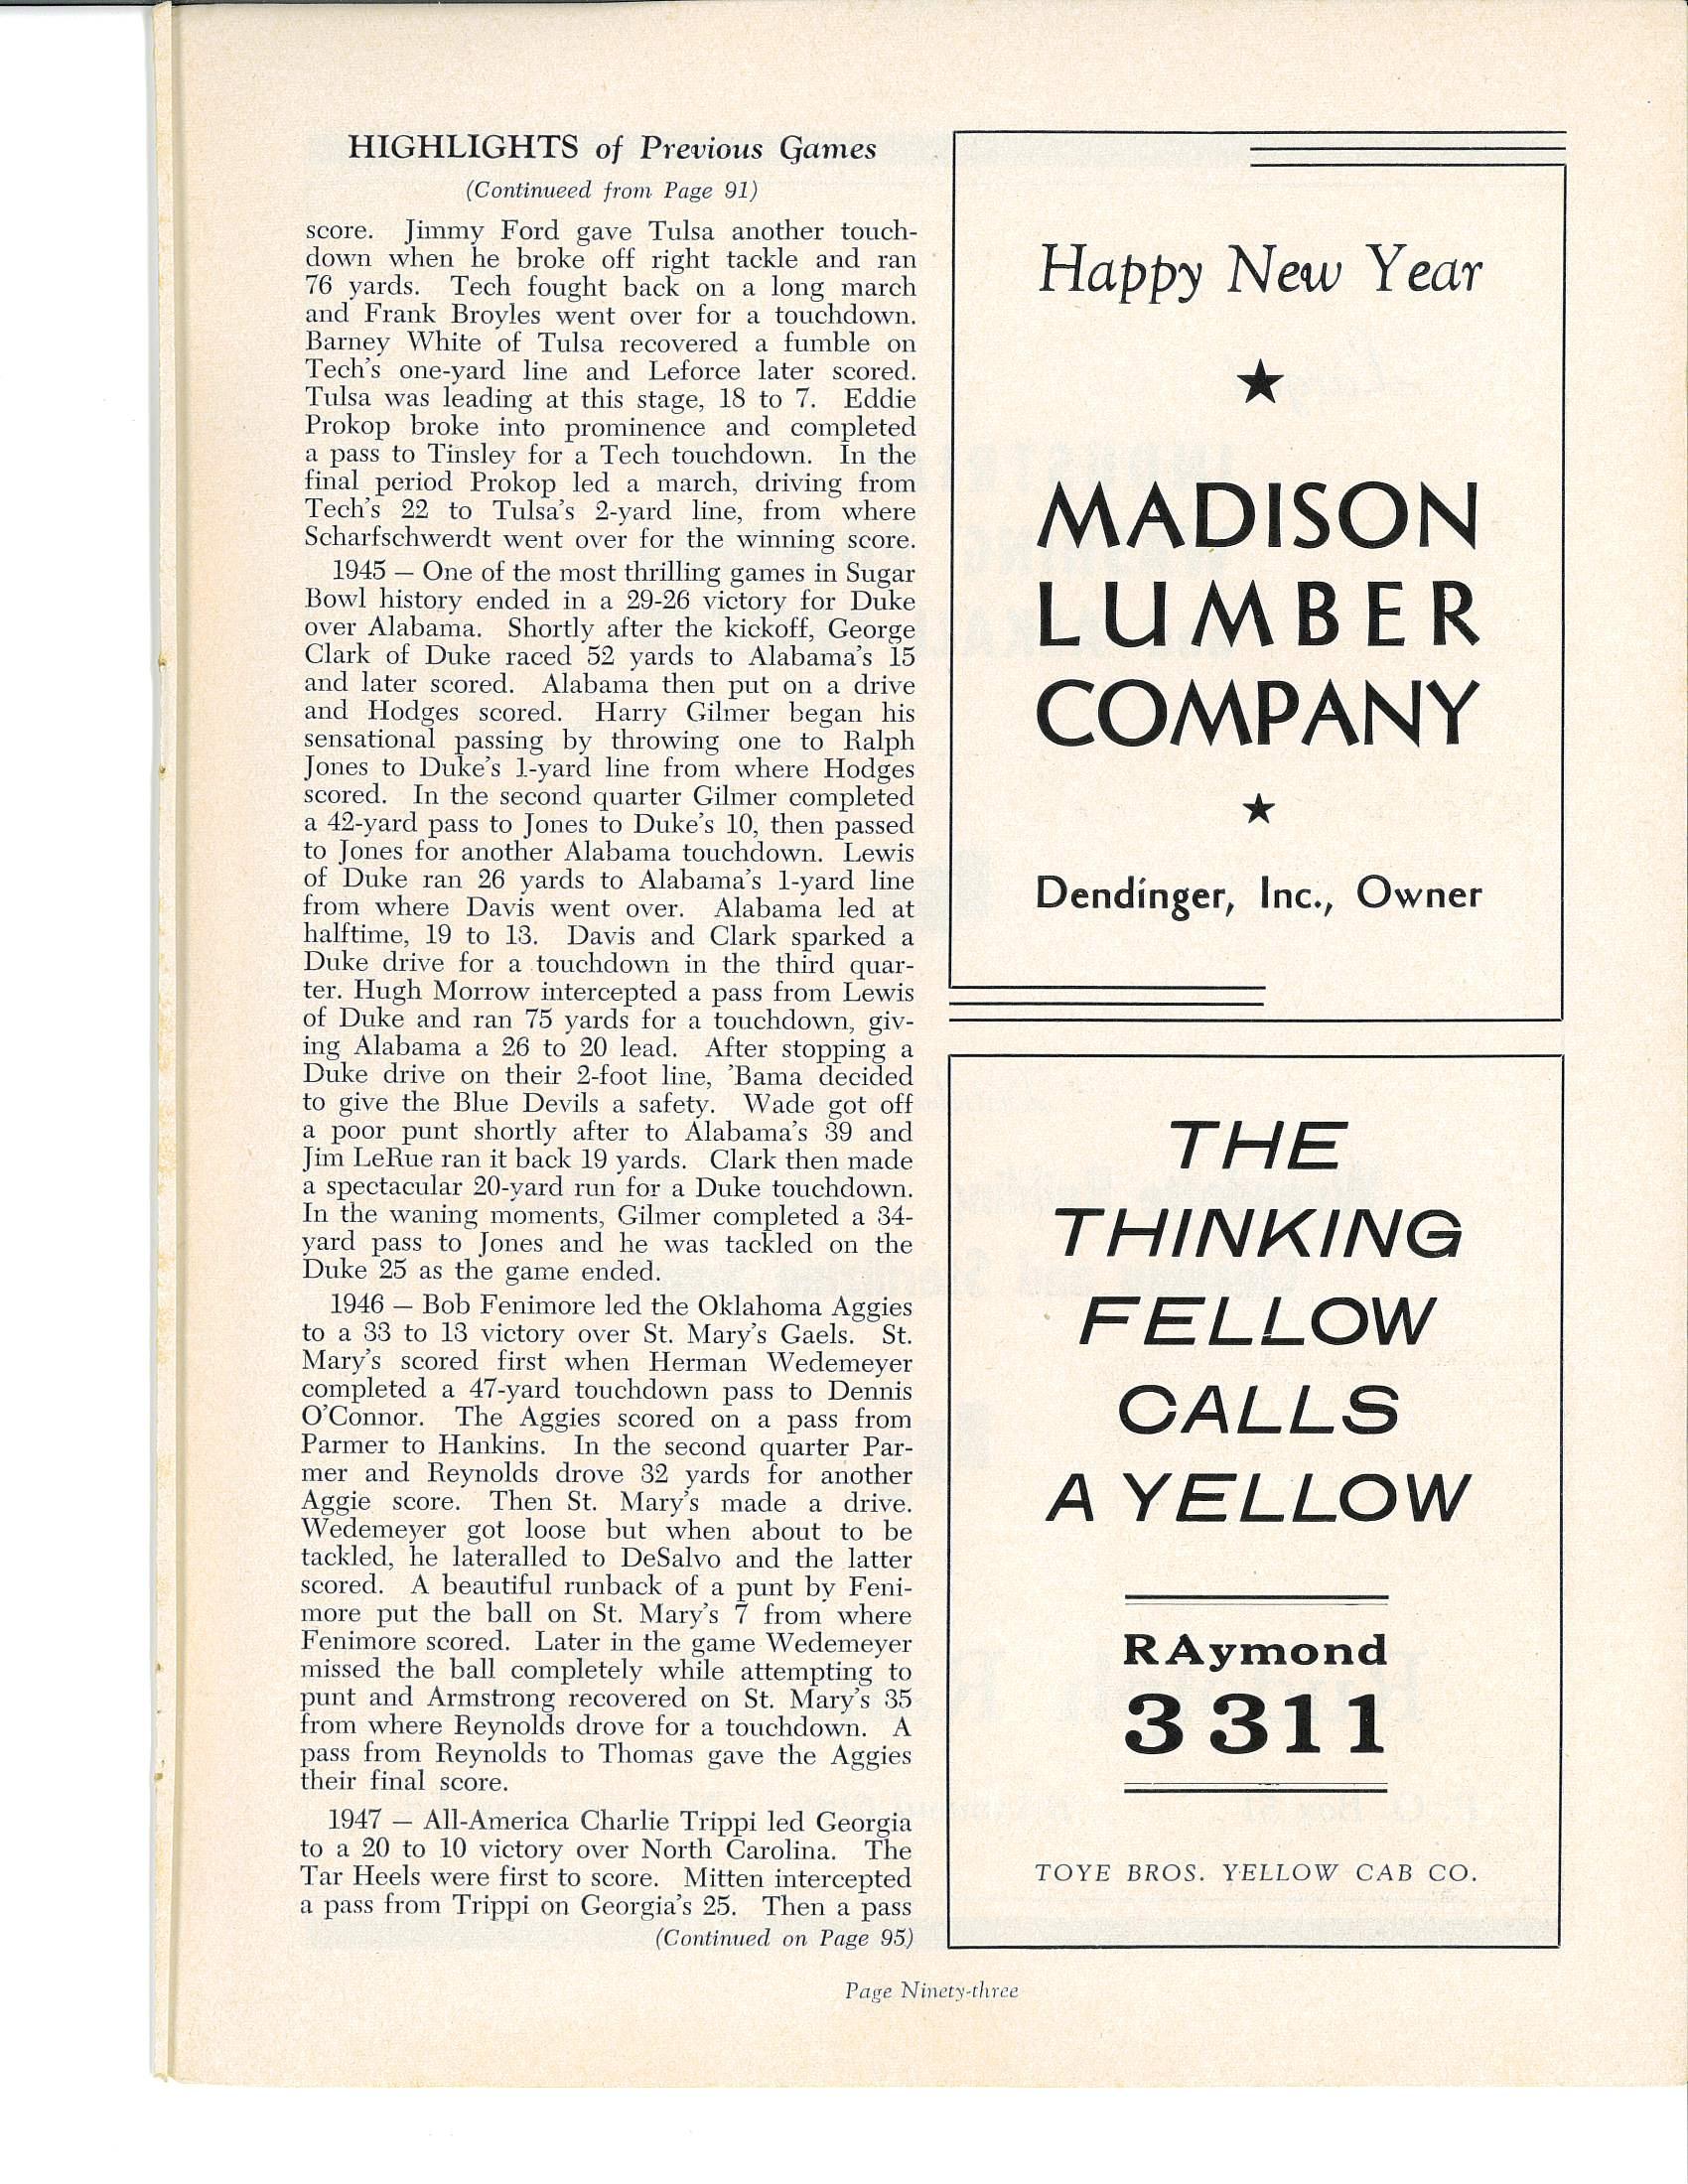 HIGHLIGHTS of Previous Games
(Continueed from Page 91)
score. Jimmy Ford gave Tulsa another touch-
down when he broke off right tackle and ran
76 yards. Tech fought back on a long march
and Frank Broyles went over for a touchdown.
Barney White of Tulsa recovered a fumble on
Tech's one-yard line and Leforce later scored.
Tulsa was leading at this stage, 18 to 7. Eddie
Prokop broke into prominence and completed
a pass to Tinsley for a Tech touchdown. In the
final period Prokop led a march, driving from
Tech's 22 to Tulsa's 2-yard line, from where
Scharfschwerdt went over for the winning score.
1945 — One of the most thrilling games in Sugar
Bowl history ended in a 29-26 victory for Duke
over Alabama. Shortly after the kickoff, George
Clark of Duke raced 52 yards to Alabama's 15
and later scored. Alabama then put on a drive
and Hodges scored. Harry Gilmer began his
sensational passing by throwing one to Ralph
Jones to Duke's 1-yard line from where Hodges
scored. In the second quarter Gilmer completed
a 42-yard pass to Jones to Duke's 10, then passed
to Jones for another Alabama touchdown. Lewis
of Duke ran 26 yards to Alabama's 1-yard line
from where Davis went over. Alabama led at
halftime, 19 to 13. Davis and Clark sparked a
Duke drive for a touchdown in the third quar-
ter. Hugh Morrow intercepted a pass from Lewis
of Duke and ran 75 yards for a touchdown, giv-
ing Alabama a 26 to 20 lead. After stopping a
Duke drive on their 2-foot line, 'Bama decided
to give the Blue Devils a safety. Wade got off
a poor punt shortly after to Alabama's 39 and
Jim LeRue ran it back 19 yards. Clark then made
a spectacular 20-yard run for a Duke touchdown.
In the waning moments, Gilmer completed a 34-
yard pass to Jones and he was tackled on the
Duke 25 as the game ended.
1946 — Bob Fenimore led the Oklahoma Aggies
to a 33 to 13 victory over St. Mary's Gaels. St.
Mary's scored first when Herman Wedemeyer
completed a 47-yard touchdown pass to Dennis
O'Connor. The Aggies scored on a pass from
Parmer to Hankins. In the second quarter Par-
mer and Reynolds drove 32 yards for another
Aggie score. Then St. Mary's made a drive.
Wedemeyer got loose but when about to be
tackled, he lateralled to DeSalvo and the latter
scored. A beautiful runback of a punt by Feni-
more put the ball on St. Mary's 7 from where
Fenimore scored. Later in the game Wedemeyer
missed the ball completely while attempting to
punt and Armstrong recovered on St. Mary's 35
from where Reynolds drove for a touchdown. A
pass from Reynolds to Thomas gave the Aggies
their final score.
1947 — All-America Charlie Trippi led Georgia
to a 20 to 10 victory over North Carolina. The
Tar Heels were first to score. Mitten intercepted
a pass from Trippi on Georgia's 25. Then a pass
(Continued on Page 95)
Happy New Year
★
MADISON
LUMBER
COMPANY
★
Dendinger, Inc., Owner
THE
THINKING
FELLOW
CALLS
A YELLOW
RAymond
3311
TOYE BROS. YELLOW CAB CO.
Page Ninety-three